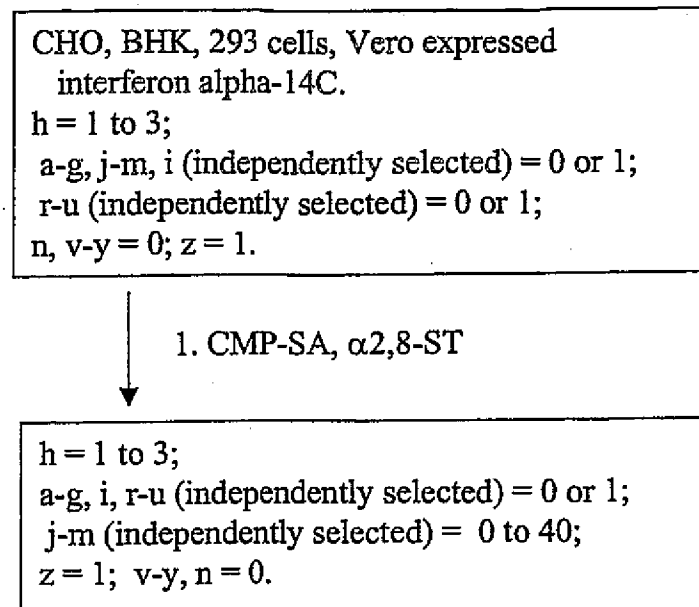 CHO, BHK, 293 cells, Vero expressed
interferon alpha-14C.
h = 1 to 3;
a-g, j-m, i (independently selected) = 0 or 1;
r-u (independently selected) = 0 or 1;
n, v-y = 0; z = 1.
1. CMP-SA, α2,8-ST
h = 1 to 3;
a-g, i, r-u (independently selected) = 0 or 1;
j-m (independently selected) = 0 to 40;
z = 1; v-y, n = 0.